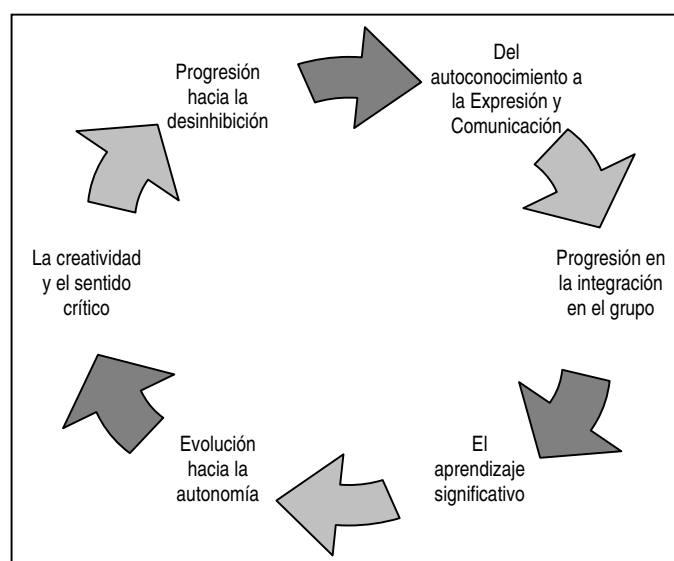 Progresión
hacia la
desinhibición
Del
autoconocimiento a
la Expresión y
Comunicación
Progresión en
la integración
en el grupo
El
aprendizaje
significativo
Evolución
hacia la
autonomía
La creatividad
y el sentido
crítico